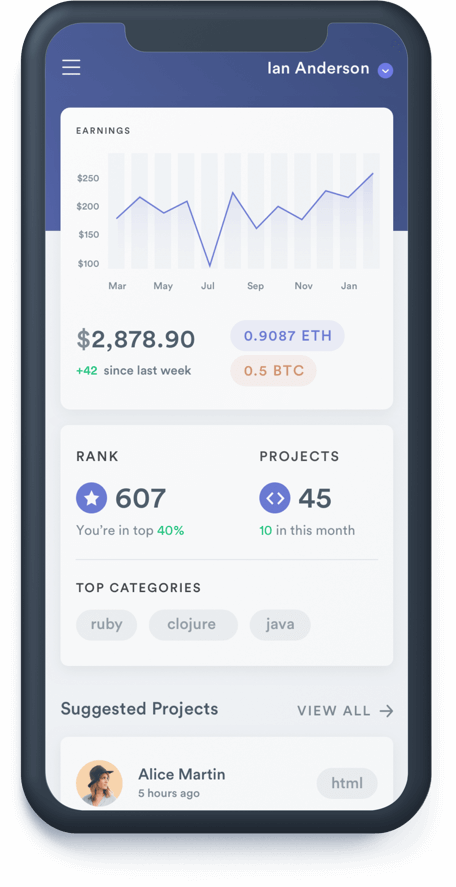 Ian Anderson
EARNINGS
$250
$200
$150
$100
Mar May Jul Sep Nov Jan
$2,878.90
+42 since last week
0.9087 ETH
0.5 BTC
RANK
607
You're in top 40%
PROJECTS
45
10 in this month
TOP CATEGORIES
ruby clojure java
Suggested Projects VIEW ALL
Alice Martin
5 hours ago
html